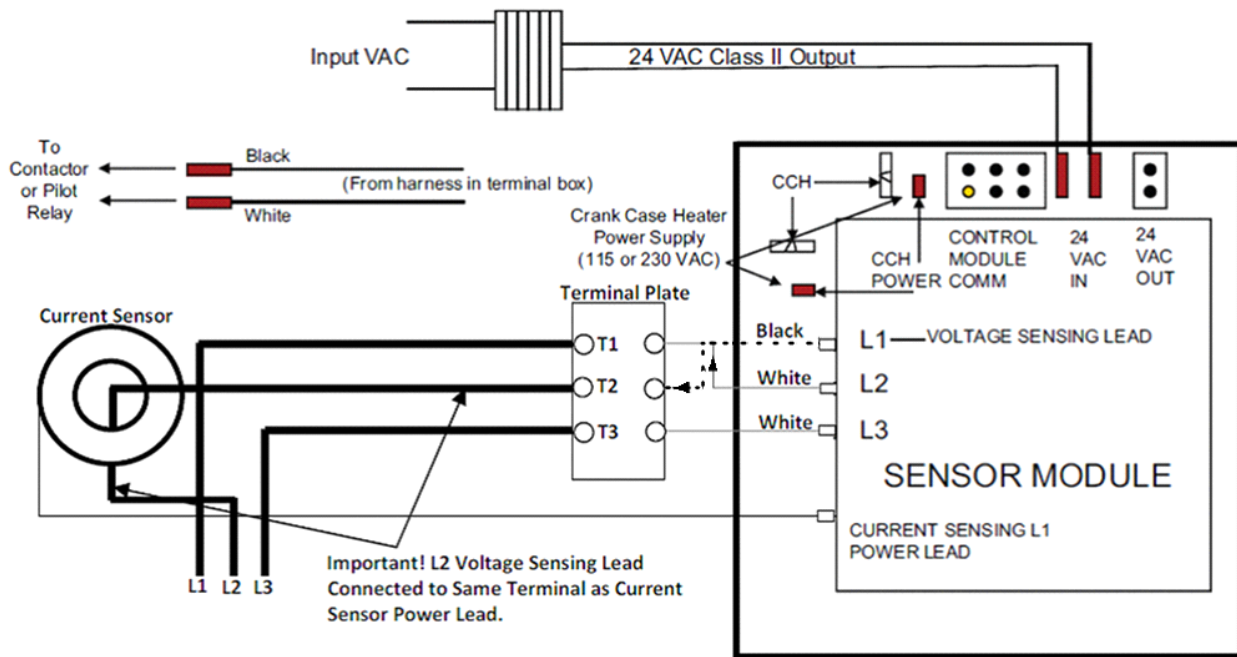 Input VAC
24 VAC Class II Output
To
Contactor
or Pilot
Relay
Black
(From harness in terminal box)
White
CCH
Crank Case Heater
Power Supply
(115 or 230 VAC)
CCH
POWER
CONTROL
MODULE
COMM
24
VAC
IN
24
VAC
OUT
Current Sensor
Terminal Plate
T1
T2
T3
Black
White
White
L1
VOLTAGE SENSING LEAD
L2
L3
SENSOR MODULE
CURRENT SENSING L1
POWER LEAD
L1
L2
L3
Important! L2 Voltage Sensing Lead
Connected to Same Terminal as Current
Sensor Power Lead.